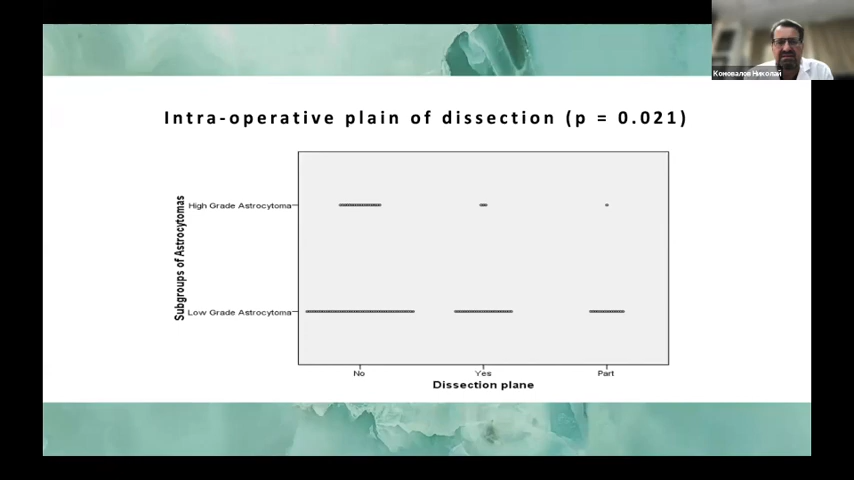 Коновалов Николай
Intra-operative plain of dissection (p = 0.021)
Subgroups of Astrocytomas
High Grade Astrocytoma
Low Grade Astrocytoma
No Yes Part
Dissection plane